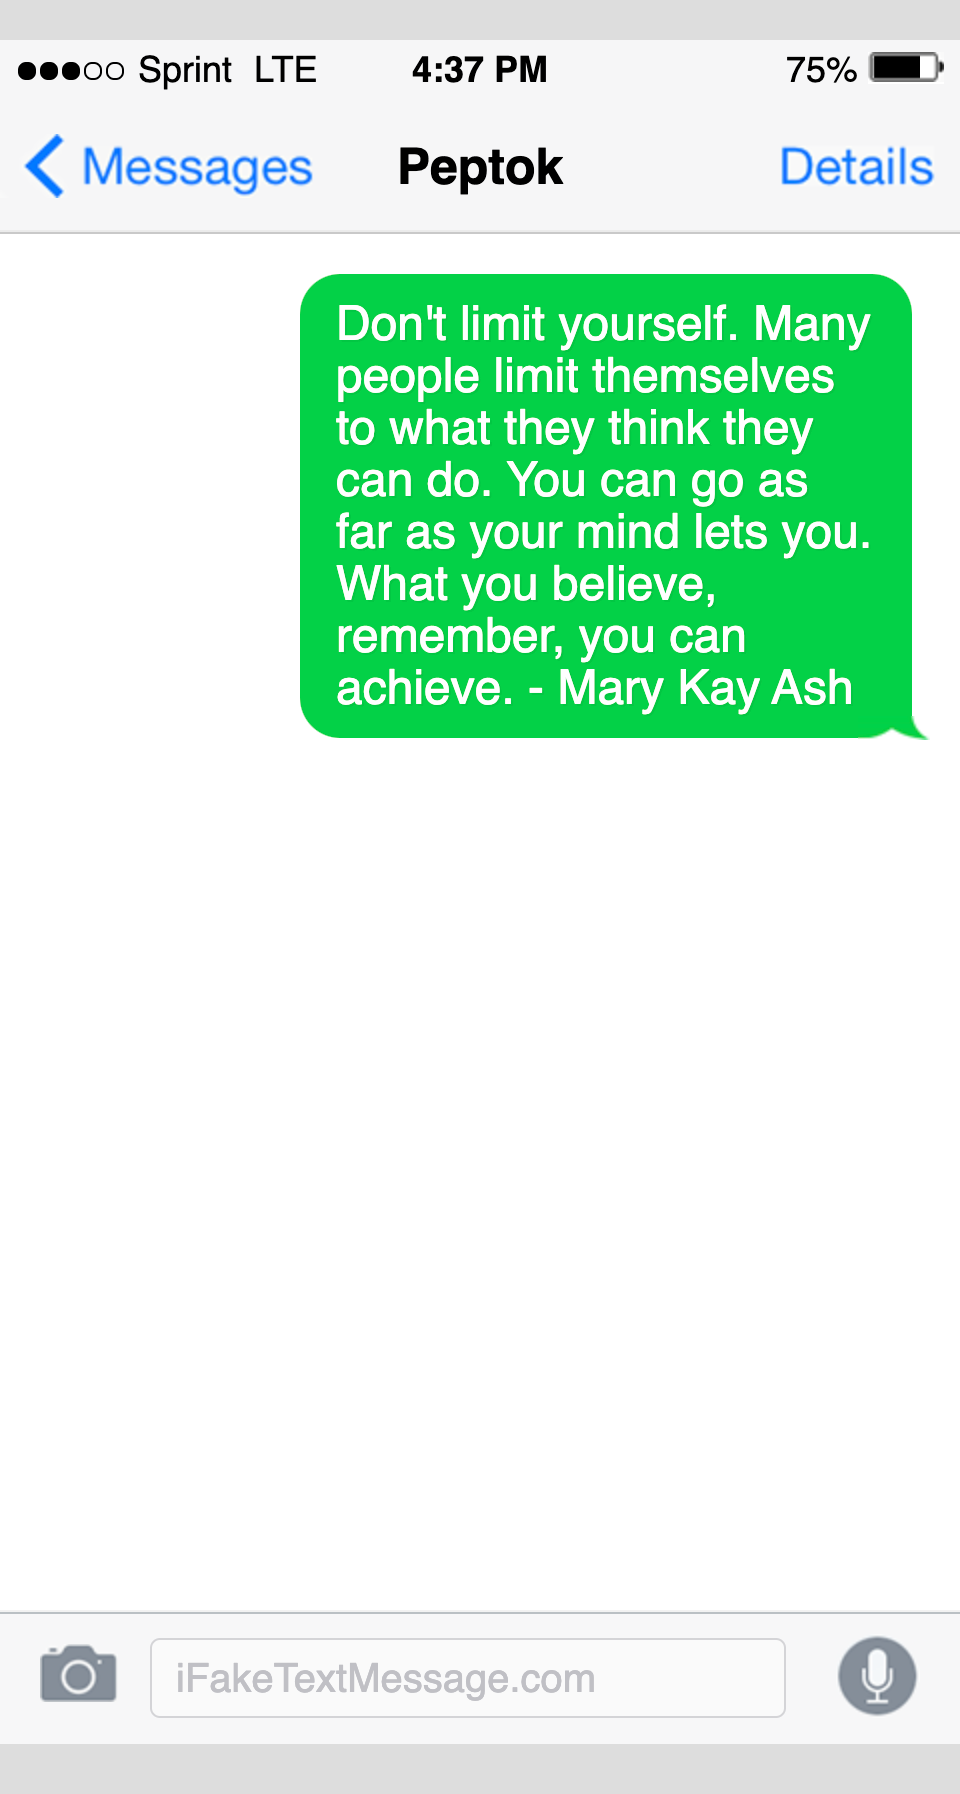 Sprint LTE 4:37 PM 75%
Messages Peptok Details
Don't limit yourself. Many
people limit themselves
to what they think they
can do. You can go as
far as your mind lets you.
What you believe,
remember, you can
achieve. - Mary Kay Ash
iFakeTextMessage.com